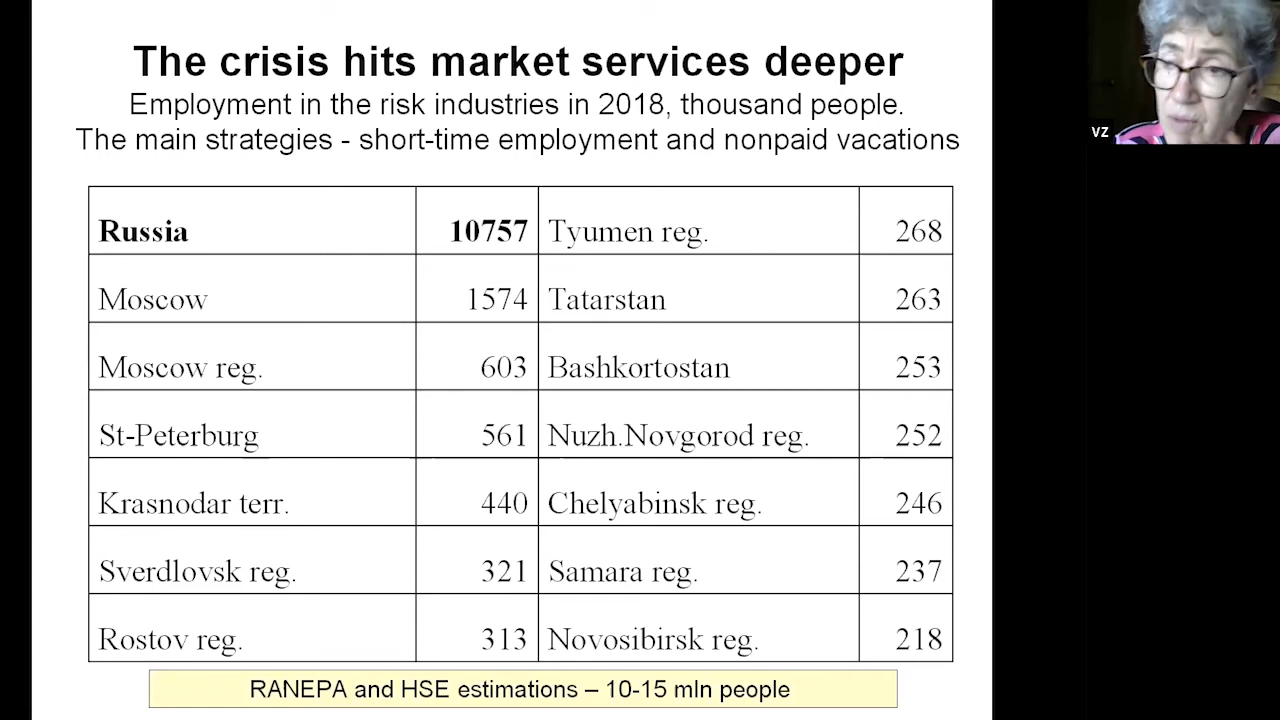 The crisis hits market services deeper
Employment in the risk industries in 2018, thousand people.
The main strategies - short-time employment and nonpaid vacations
Russia 10757 Tyumen reg. 268
Moscow 1574 Tatarstan 263
Moscow reg. 603 Bashkortostan 253
St-Peterburg 561 Nuzh.Novgorod reg. 252
Krasnodar terr. 440 Chelyabinsk reg. 246
Sverdlovsk reg. 321 Samara reg. 237
Rostov reg. 313 Novosibirsk reg. 218
RANEPA and HSE estimations – 10-15 mln people
VZ